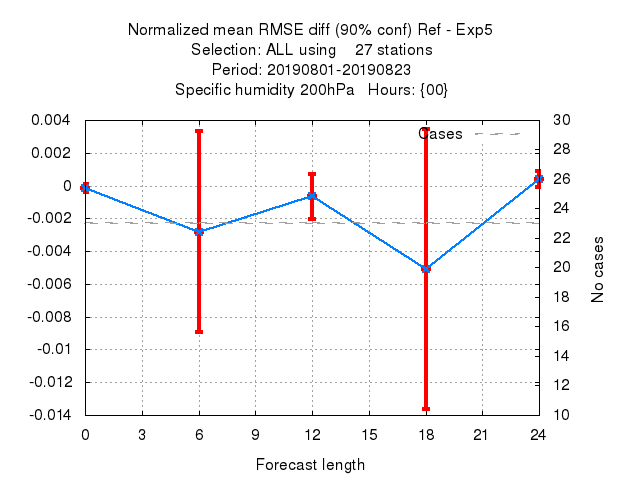 Normalized mean RMSE diff (90% conf) Ref - Exp5
Selection: ALL using    27 stations
Period: 20190801-20190823
Specific humidity 200hPa   Hours: {00}
Cases
0.004
0.002
0
-0.002
-0.004
-0.006
-0.008
-0.01
-0.012
-0.014
30
28
26
24
22
20
18
16
14
12
10
No cases
0 3 6 9 12 15 18 21 24
Forecast length